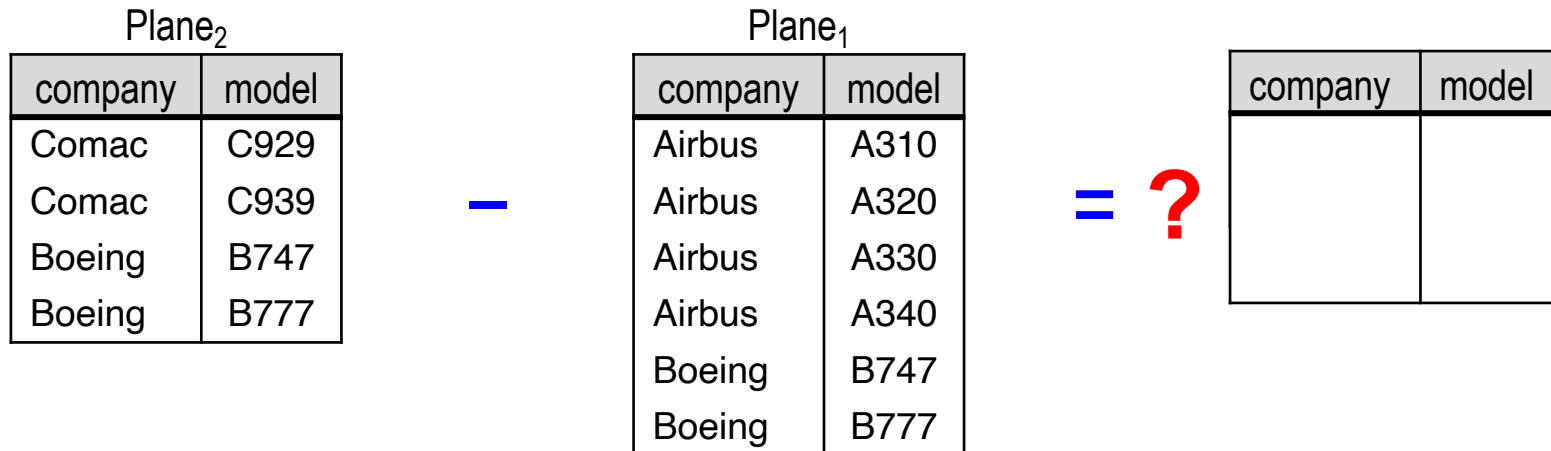 Plane₂
company model
Comac C929
Comac C939
Boeing B747
Boeing B777
–
Plane₁
company model
Airbus A310
Airbus A320
Airbus A330
Airbus A340
Boeing B747
Boeing B777
= ?
company model